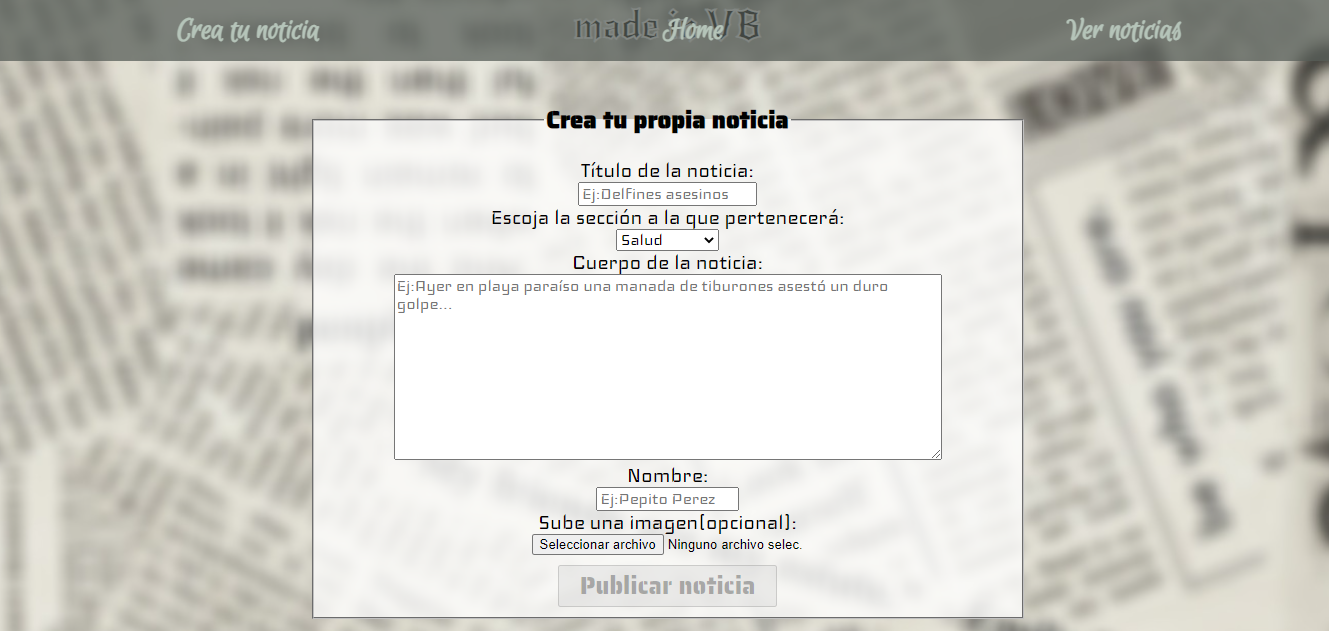 Crea tu noticia
made in VB
Home
Ver noticias
Crea tu propia noticia
Título de la noticia:
Ej:Delfines asesinos
Escoja la sección a la que pertenecerá:
Salud
Cuerpo de la noticia:
Ej:Ayer en playa paraíso una manada de tiburones asestó un duro
golpe...
Nombre:
Ej:Pepito Perez
Sube una imagen(opcional):
Seleccionar archivo Ninguno archivo selec.
Publicar noticia